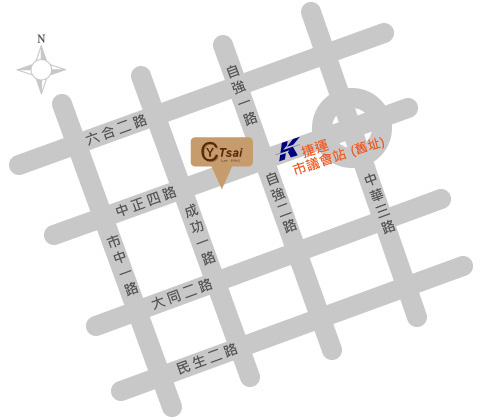 N
六合二路
自強一路
Tsai
捷運
市議會站 (舊址)
中正四路
自強二路
中華三路
成功一路
市中一路
大同二路
民生二路